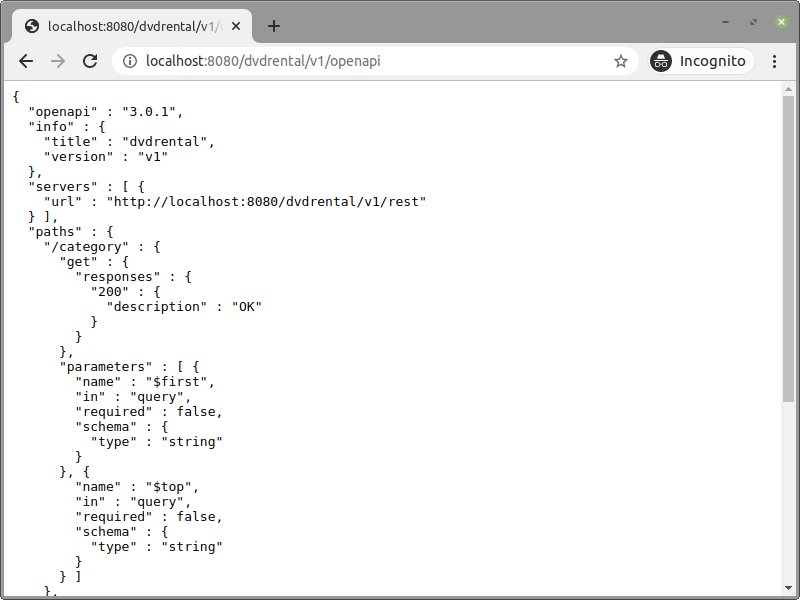 localhost:8080/dvdrental/v1/
localhost:8080/dvdrental/v1/openapi
Incognito
{
  "openapi" : "3.0.1",
  "info" : {
    "title" : "dvdrental",
    "version" : "v1"
  },
  "servers" : [ {
    "url" : "http://localhost:8080/dvdrental/v1/rest"
  } ],
  "paths" : {
    "/category" : {
      "get" : {
        "responses" : {
          "200" : {
            "description" : "OK"
          }
        }
      },
      "parameters" : [ {
        "name" : "$first",
        "in" : "query",
        "required" : false,
        "schema" : {
          "type" : "string"
        }
      }, {
        "name" : "$top",
        "in" : "query",
        "required" : false,
        "schema" : {
          "type" : "string"
        }
      } ]
    },